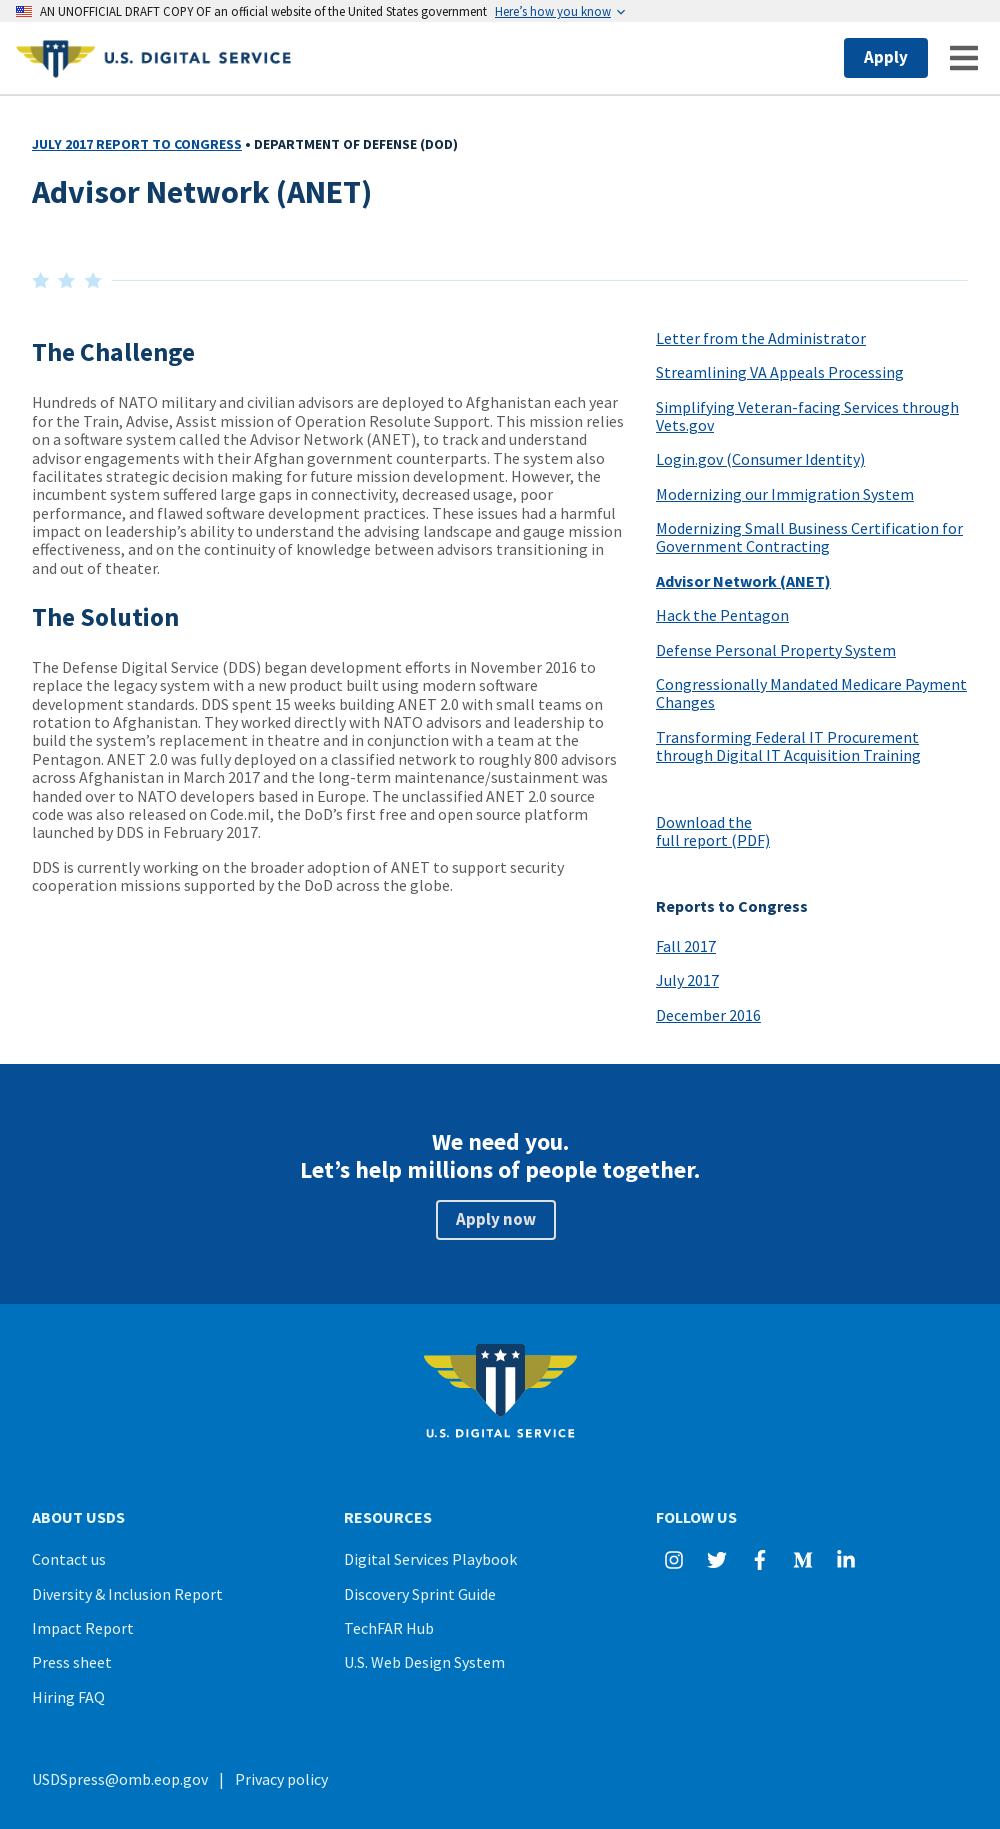 AN UNOFFICIAL DRAFT COPY OF an official website of the United States government Here’s how you know
U.S. DIGITAL SERVICE
Apply
JULY 2017 REPORT TO CONGRESS • DEPARTMENT OF DEFENSE (DOD)
Advisor Network (ANET)
The Challenge
Hundreds of NATO military and civilian advisors are deployed to Afghanistan each year
for the Train, Advise, Assist mission of Operation Resolute Support. This mission relies
on a software system called the Advisor Network (ANET), to track and understand
advisor engagements with their Afghan government counterparts. The system also
facilitates strategic decision making for future mission development. However, the
incumbent system suffered large gaps in connectivity, decreased usage, poor
performance, and flawed software development practices. These issues had a harmful
impact on leadership’s ability to understand the advising landscape and gauge mission
effectiveness, and on the continuity of knowledge between advisors transitioning in
and out of theater.
The Solution
The Defense Digital Service (DDS) began development efforts in November 2016 to
replace the legacy system with a new product built using modern software
development standards. DDS spent 15 weeks building ANET 2.0 with small teams on
rotation to Afghanistan. They worked directly with NATO advisors and leadership to
build the system’s replacement in theatre and in conjunction with a team at the
Pentagon. ANET 2.0 was fully deployed on a classified network to roughly 800 advisors
across Afghanistan in March 2017 and the long-term maintenance/sustainment was
handed over to NATO developers based in Europe. The unclassified ANET 2.0 source
code was also released on Code.mil, the DoD’s first free and open source platform
launched by DDS in February 2017.
DDS is currently working on the broader adoption of ANET to support security
cooperation missions supported by the DoD across the globe.
Letter from the Administrator
Streamlining VA Appeals Processing
Simplifying Veteran-facing Services through
Vets.gov
Login.gov (Consumer Identity)
Modernizing our Immigration System
Modernizing Small Business Certification for
Government Contracting
Advisor Network (ANET)
Hack the Pentagon
Defense Personal Property System
Congressionally Mandated Medicare Payment
Changes
Transforming Federal IT Procurement
through Digital IT Acquisition Training
Download the
full report (PDF)
Reports to Congress
Fall 2017
July 2017
December 2016
We need you.
Let’s help millions of people together.
Apply now
U.S. DIGITAL SERVICE
ABOUT USDS
Contact us
Diversity & Inclusion Report
Impact Report
Press sheet
Hiring FAQ
RESOURCES
Digital Services Playbook
Discovery Sprint Guide
TechFAR Hub
U.S. Web Design System
FOLLOW US
USDSpress@omb.eop.gov | Privacy policy